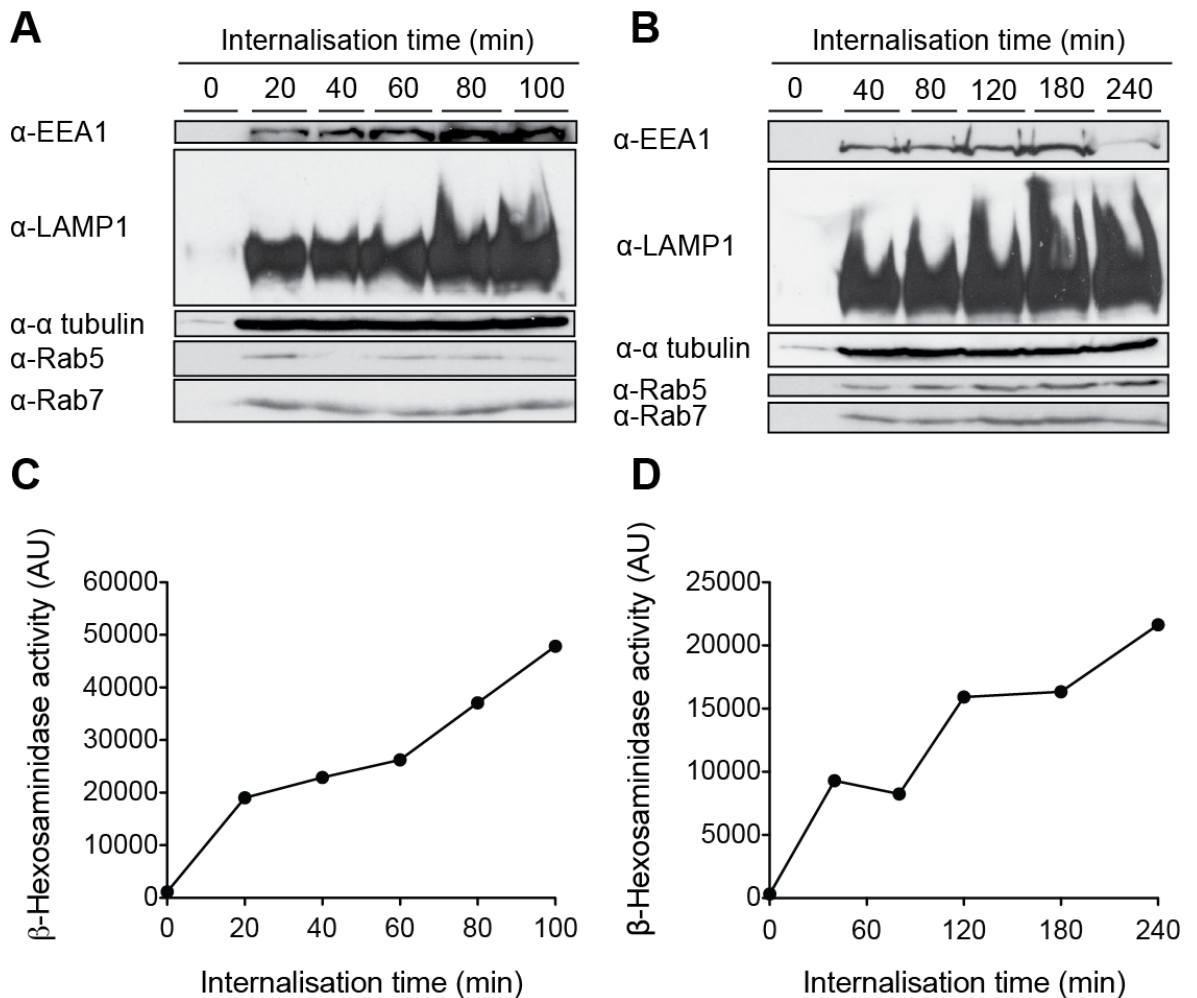 A
Internalisation time (min)
0 20 40 60 80 100
α-EEA1
α-LAMP1
α-α tubulin
α-Rab5
α-Rab7
B
Internalisation time (min)
0 40 80 120 180 240
α-EEA1
α-LAMP1
α-α tubulin
α-Rab5
α-Rab7
C
β-Hexosaminidase activity (AU)
60000
50000
40000
30000
20000
10000
0
0 20 40 60 80 100
Internalisation time (min)
D
β-Hexosaminidase activity (AU)
25000
20000
15000
10000
5000
0
0 60 120 180 240
Internalisation time (min)